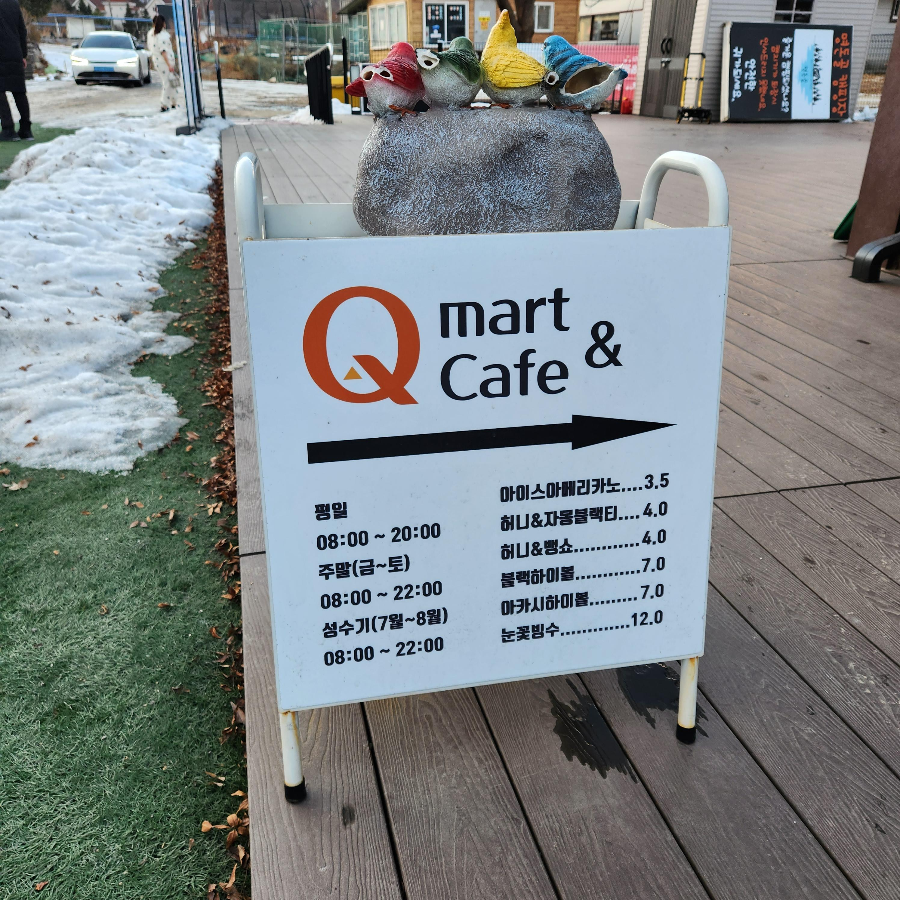 Q mart & Cafe
평일
08:00 ~ 20:00
주말(금~토)
08:00 ~ 22:00
성수기(7월~8월)
08:00 ~ 22:00
아이스아메리카노....3.5
허니&자몽블랙티....4.0
허니&뻥쇼............4.0
블랙하이볼............7.0
아카시하이볼.........7.0
눈꽃빙수.............12.0